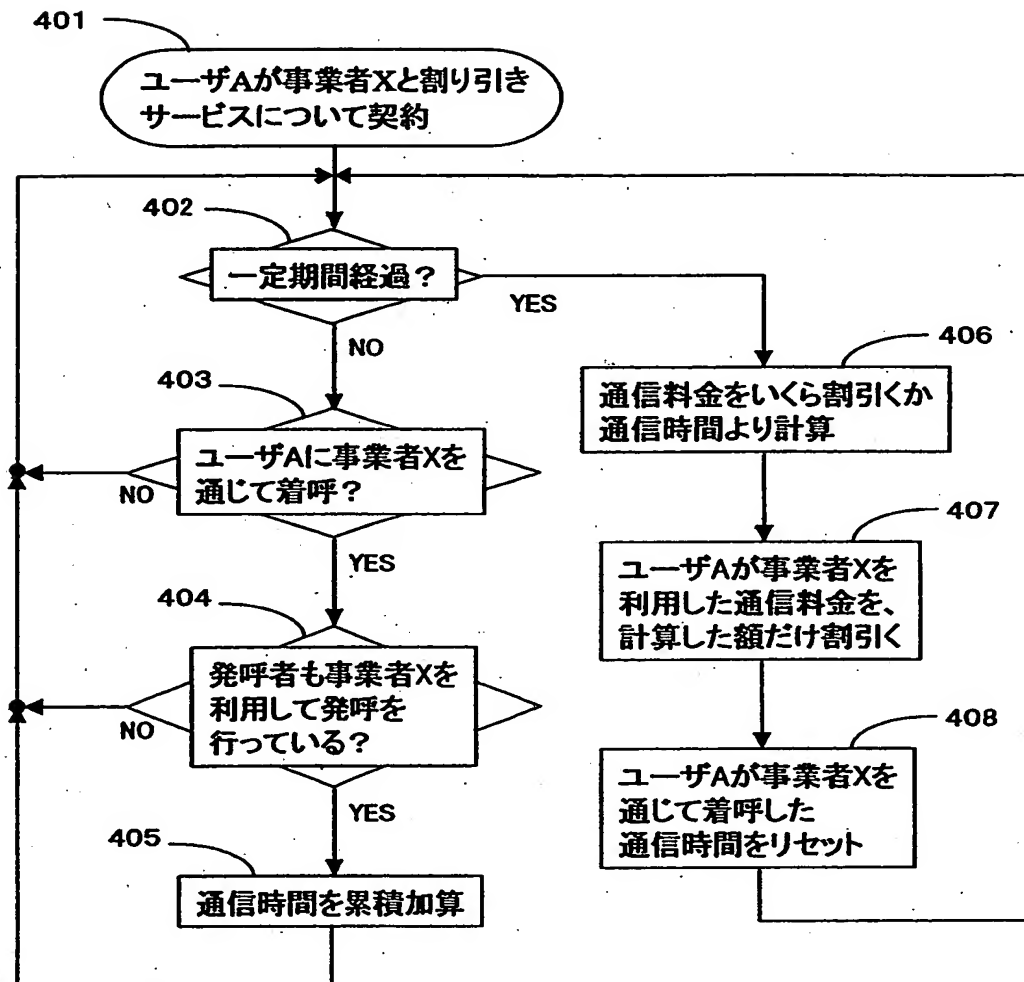 401
ユーザAが事業者Xと割り引き
サービスについて契約
402
一定期間経過？
YES
NO
403
ユーザAに事業者Xを
通じて着呼？
NO
YES
404
発呼者も事業者Xを
利用して発呼を
行っている？
NO
YES
405
通信時間を累積加算
406
通信料金をいくら割引くか
通信時間より計算
407
ユーザAが事業者Xを
利用した通信料金を、
計算した額だけ割引く
408
ユーザAが事業者Xを
通じて着呼した
通信時間をリセット